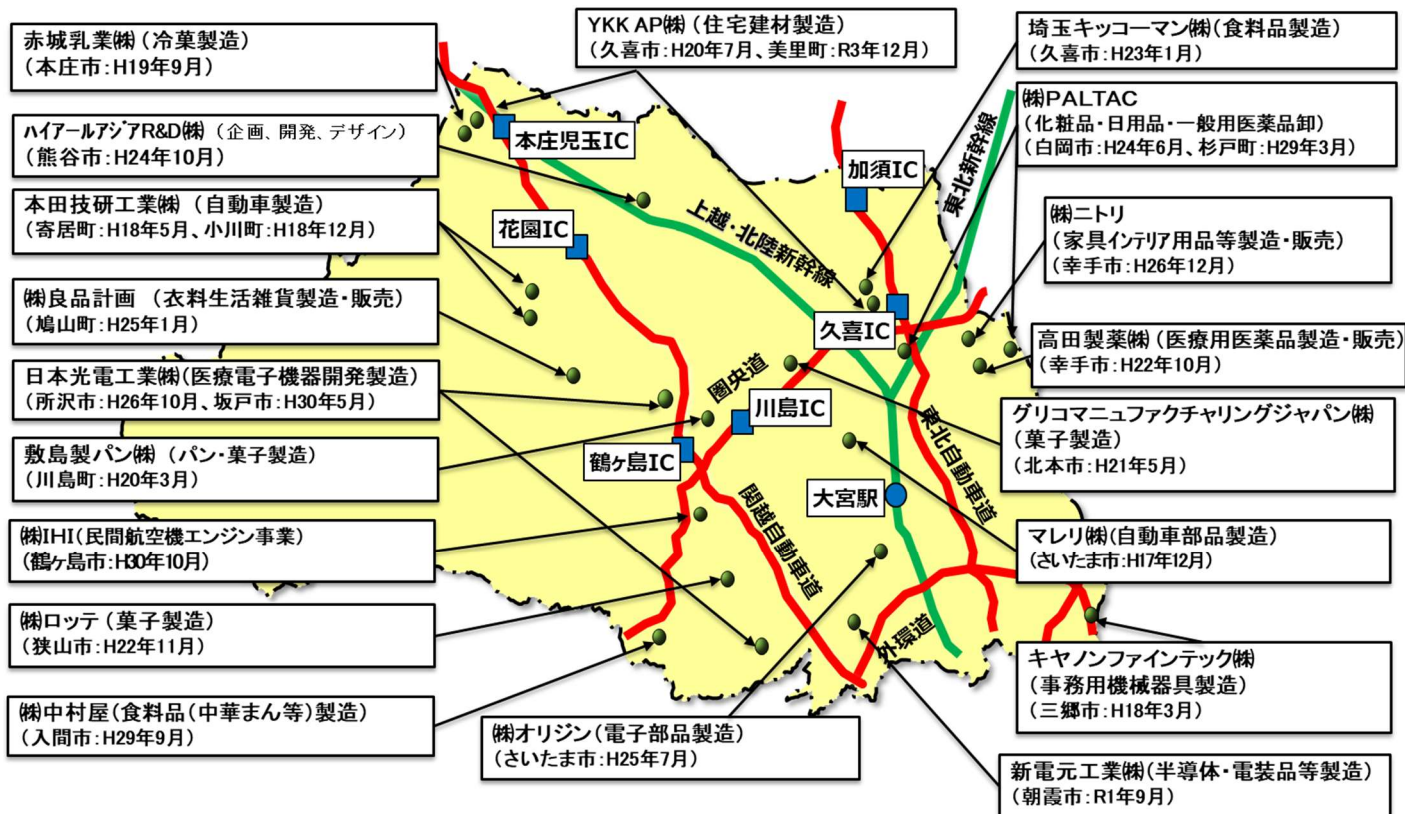 赤城乳業㈱（冷菓製造）
（本庄市：H19年9月）
ハイアールアジアR&D㈱（企画、開発、デザイン）
（熊谷市：H24年10月）
本田技研工業㈱（自動車製造）
（寄居町：H18年5月、小川町：H18年12月）
㈱良品計画（衣料生活雑貨製造・販売）
（鳩山町：H25年1月）
日本光電工業㈱（医療電子機器開発製造）
（所沢市：H26年10月、坂戸市：H30年5月）
敷島製パン㈱（パン・菓子製造）
（川島町：H20年3月）
㈱IHI（民間航空機エンジン事業）
（鶴ヶ島市：H30年10月）
㈱ロッテ（菓子製造）
（狭山市：H22年11月）
㈱中村屋（食料品（中華まん等）製造）
（入間市：H29年9月）
YKK AP㈱（住宅建材製造）
（久喜市：H20年7月、美里町：R3年12月）
本庄児玉IC
花園IC
加須IC
上越・北陸新幹線
東北新幹線
久喜IC
圏央道
川島IC
鶴ヶ島IC
大宮駅
関越自動車道
東北自動車道
外環道
㈱オリジン（電子部品製造）
（さいたま市：H25年7月）
埼玉キッコーマン㈱（食料品製造）
（久喜市：H23年1月）
㈱PALTAC
（化粧品・日用品・一般用医薬品卸）
（白岡市：H24年6月、杉戸町：H29年3月）
㈱ニトリ
（家具インテリア用品等製造・販売）
（幸手市：H26年12月）
高田製薬㈱（医療用医薬品製造・販売）
（幸手市：H22年10月）
グリコマニュファクチャリングジャパン㈱
（菓子製造）
（北本市：H21年5月）
マレリ㈱（自動車部品製造）
（さいたま市：H17年12月）
キヤノンファインテック㈱
（事務用機械器具製造）
（三郷市：H18年3月）
新電元工業㈱（半導体・電装品等製造）
（朝霞市：R1年9月）